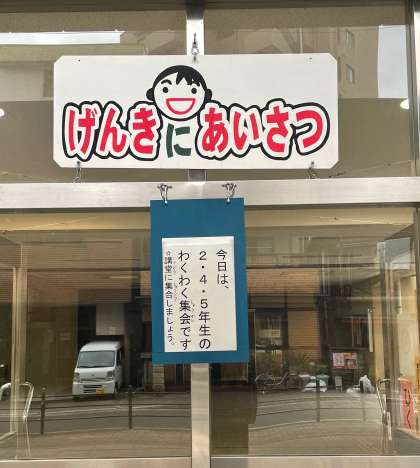 げんきにあいさつ
今日は、
2・4・5年生の
わくわく集会です
☆講堂に集合しましょう。